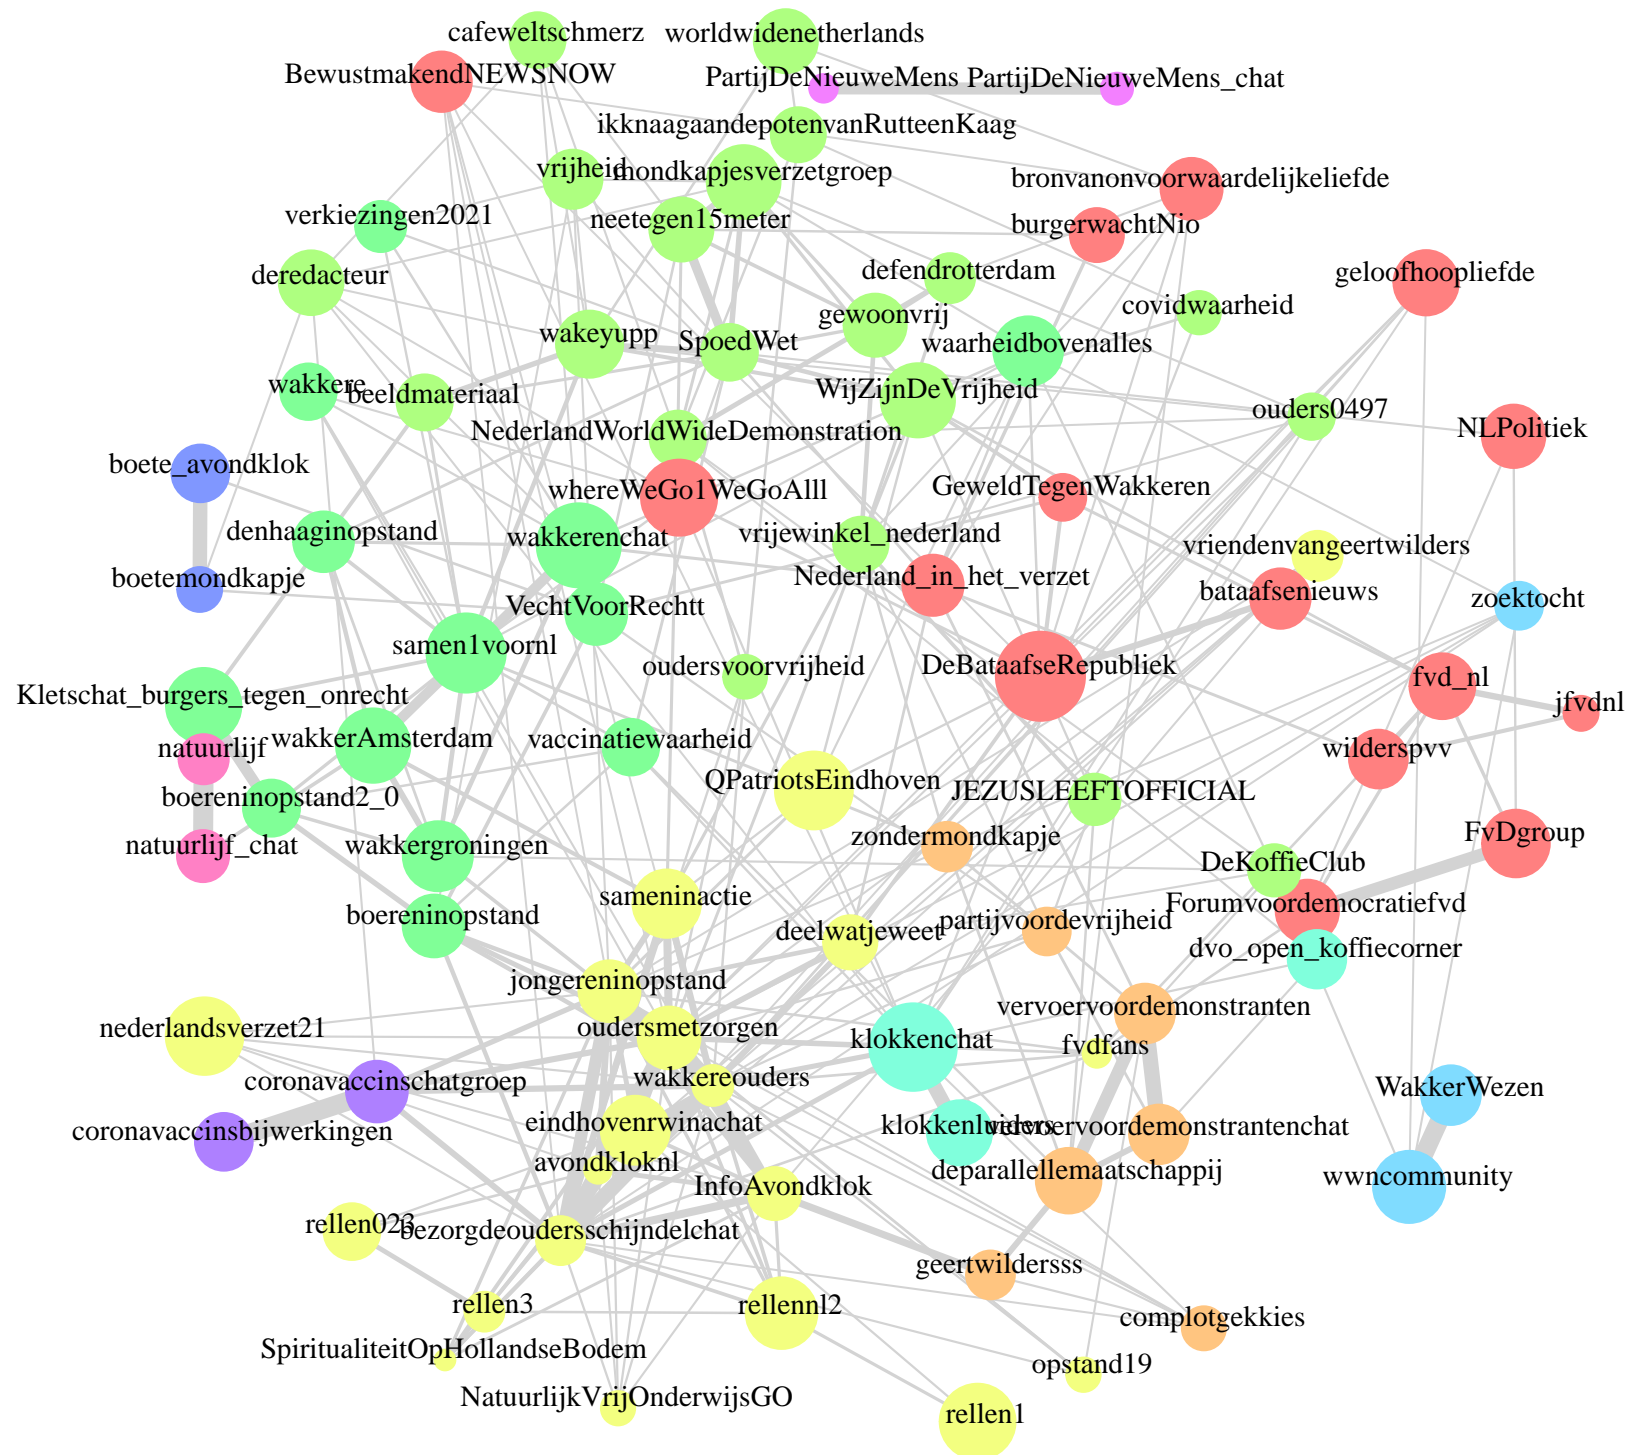 cafeweltschmerz
worldwidenetherlands
BewustmakendNEWSNOW
PartijDeNieuweMens
PartijDeNieuweMens_chat
ikknaagaandepotenvanRutteenKaag
vrijheid
mondkapjesverzetgroep
bronvanonvoorwaardelijkeliefde
verkiezingen2021
neetegen15meter
burgerwachtNio
deredacteur
defendrotterdam
geloofhoopliefde
covidwaarheid
gewoonvrij
wakeyupp
SpoedWet
waarheidbovenalles
wakkere
beeldmateriaal
WijZijnDeVrijheid
ouders0497
NederlandWorldWideDemonstration
NLPolitiek
boete_avondklok
whereWeGo1WeGoAlll
GeweldTegenWakkeren
denhaaginopstand
wakkerenchat
vrijewinkel_nederland
vriendenvangeertwilders
boetemondkapje
Nederland_in_het_verzet
bataafsenieuws
zoektocht
VechtVoorRechtt
samen1voornl
oudersvoorvrijheid
DeBataafseRepubliek
fvd_nl
Kletschat_burgers_tegen_onrecht
jfvdnl
natuurlijf
wakkerAmsterdam
vaccinatiewaarheid
wilderspvv
QPatriotsEindhoven
JEZUSLEEFTOFFICIAL
boereninopstand2_0
zondermondkapje
FvDgroup
natuurlijf_chat
wakkergroningen
DeKoffieClub
sameninactie
Forumvoordemocratiefvd
boereninopstand
deelwatjeweet
partijvoordevrijheid
dvo_open_koffiecorner
jongereninopstand
vervoervoordemonstranten
nederlandsverzet21
oudersmetzorgen
klokkenchat
fvdfans
coronavaccinschatgroep
wakkereouders
WakkerWezen
coronavaccinsbijwerkingen
eindhovenrwinachat
klokkenluiders
vervoervoordemonstrantenchat
avondkloknl
InfoAvondklok
deparallellemaatschappij
wwncommunity
rellen023
bezorgdeoudersschijndelchat
geertwildersss
rellen3
rellennl2
complotgekkies
SpiritualiteitOpHollandseBodem
opstand19
NatuurlijkVrijOnderwijsGO
rellen1